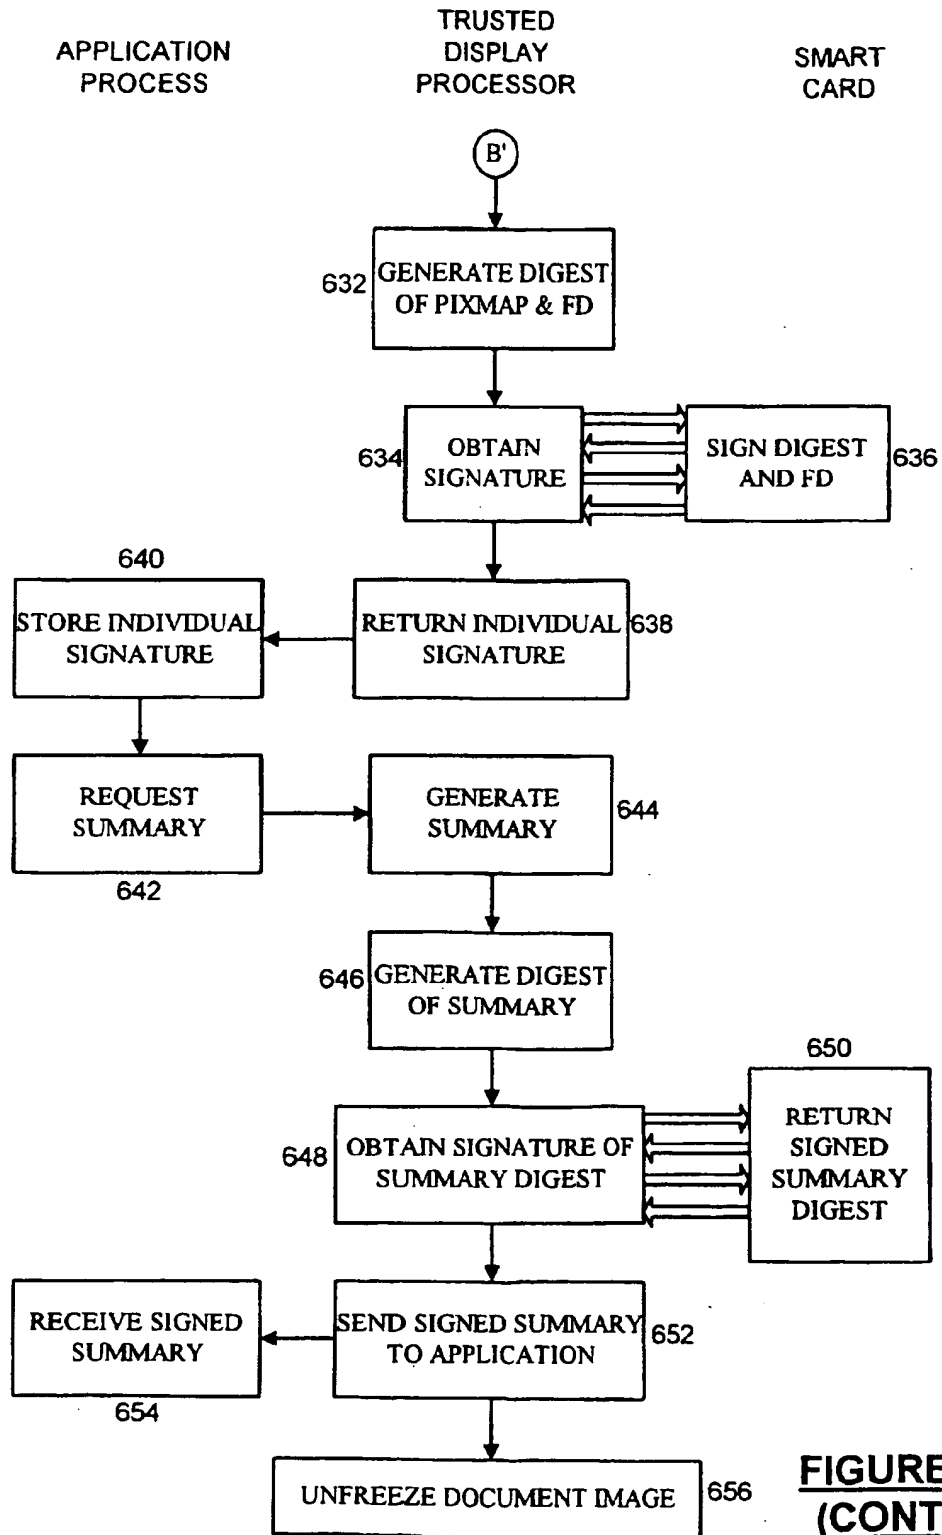 APPLICATION
PROCESS
TRUSTED
DISPLAY
PROCESSOR
SMART
CARD
B'
632
GENERATE DIGEST
OF PIXMAP & FD
634
OBTAIN
SIGNATURE
SIGN DIGEST
AND FD
636
640
STORE INDIVIDUAL
SIGNATURE
RETURN INDIVIDUAL
SIGNATURE
638
REQUEST
SUMMARY
642
GENERATE
SUMMARY
644
646
GENERATE DIGEST
OF SUMMARY
648
OBTAIN SIGNATURE OF
SUMMARY DIGEST
650
RETURN
SIGNED
SUMMARY
DIGEST
RECEIVE SIGNED
SUMMARY
654
SEND SIGNED SUMMARY
TO APPLICATION
652
UNFREEZE DOCUMENT IMAGE
656
FIGURE
(CONT